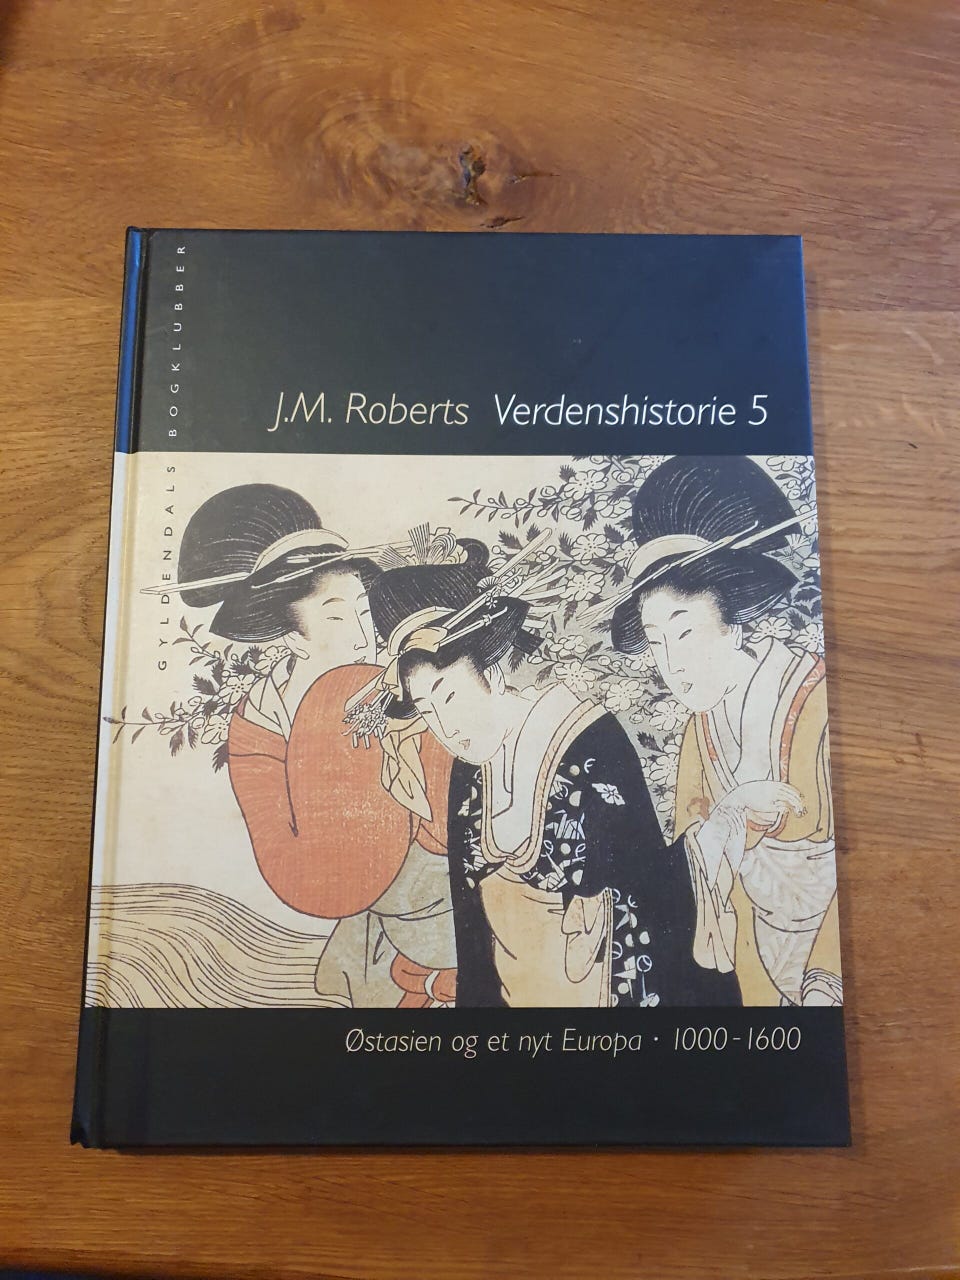 GYLDENDALS BOGKLUBBER
J.M. Roberts Verdenshistorie 5
Østasien og et nyt Europa · 1000-1600